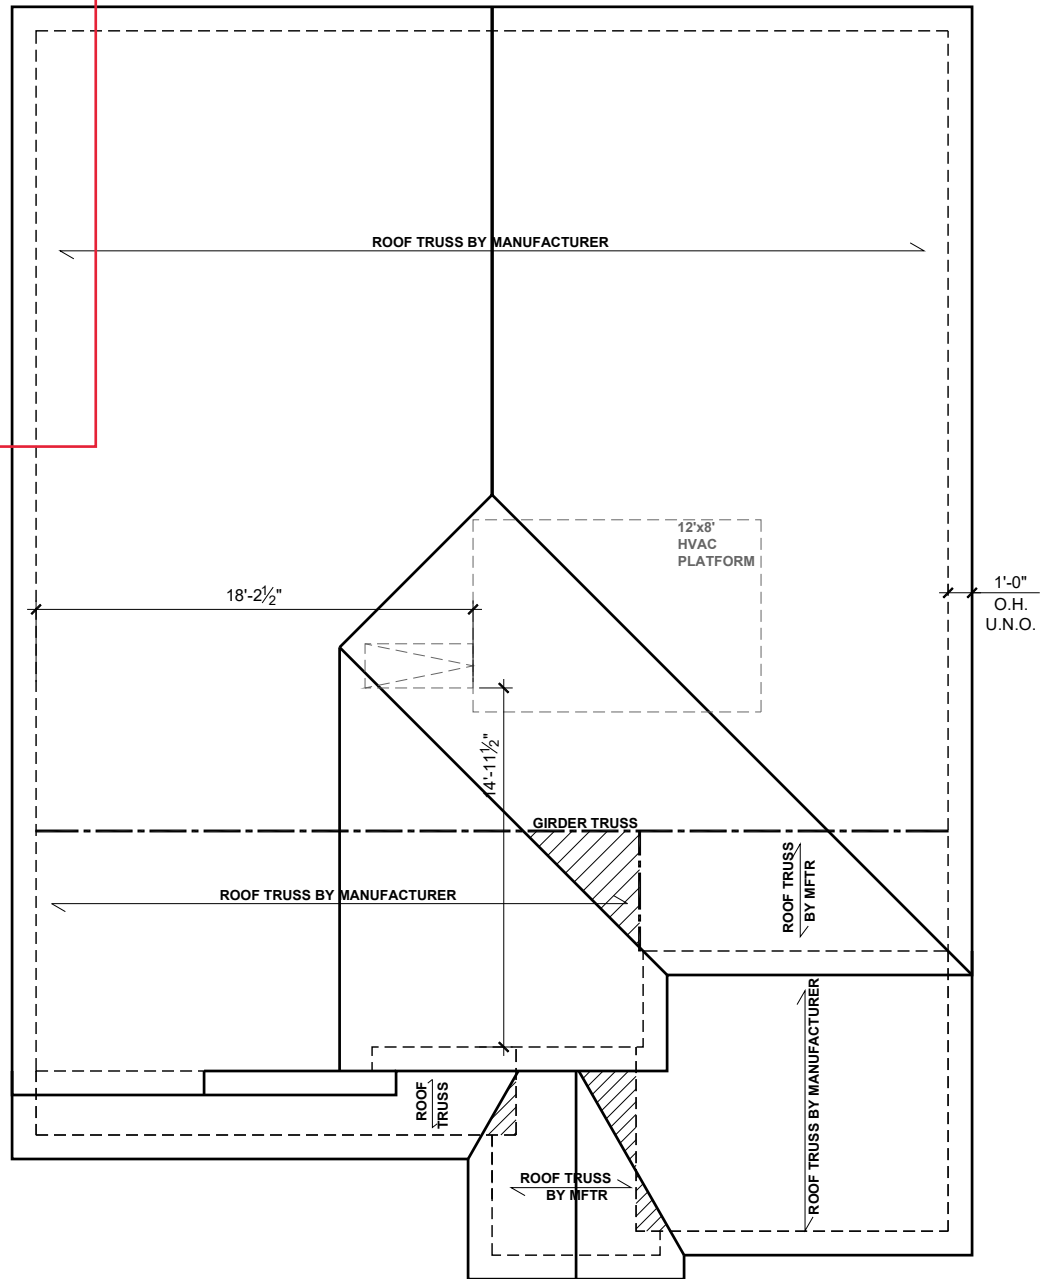 ROOF TRUSS BY MANUFACTURER
12'x8'
HVAC
PLATFORM
18'-2½"
1'-0"
O.H.
U.N.O.
14'-11½"
GIRDER TRUSS
ROOF TRUSS
BY MFTR
ROOF TRUSS BY MANUFACTURER
ROOF TRUSS BY MANUFACTURER
ROOF
TRUSS
ROOF TRUSS
BY MFTR